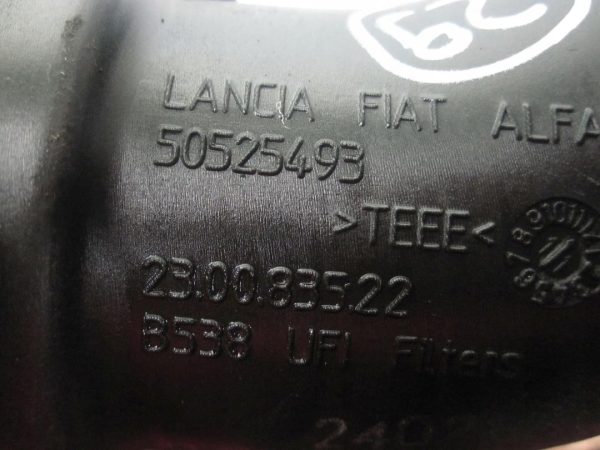 LANCIA FIAT ALFA
50525493
>TEEE<
23.00.835.22
B538 UFI Filters